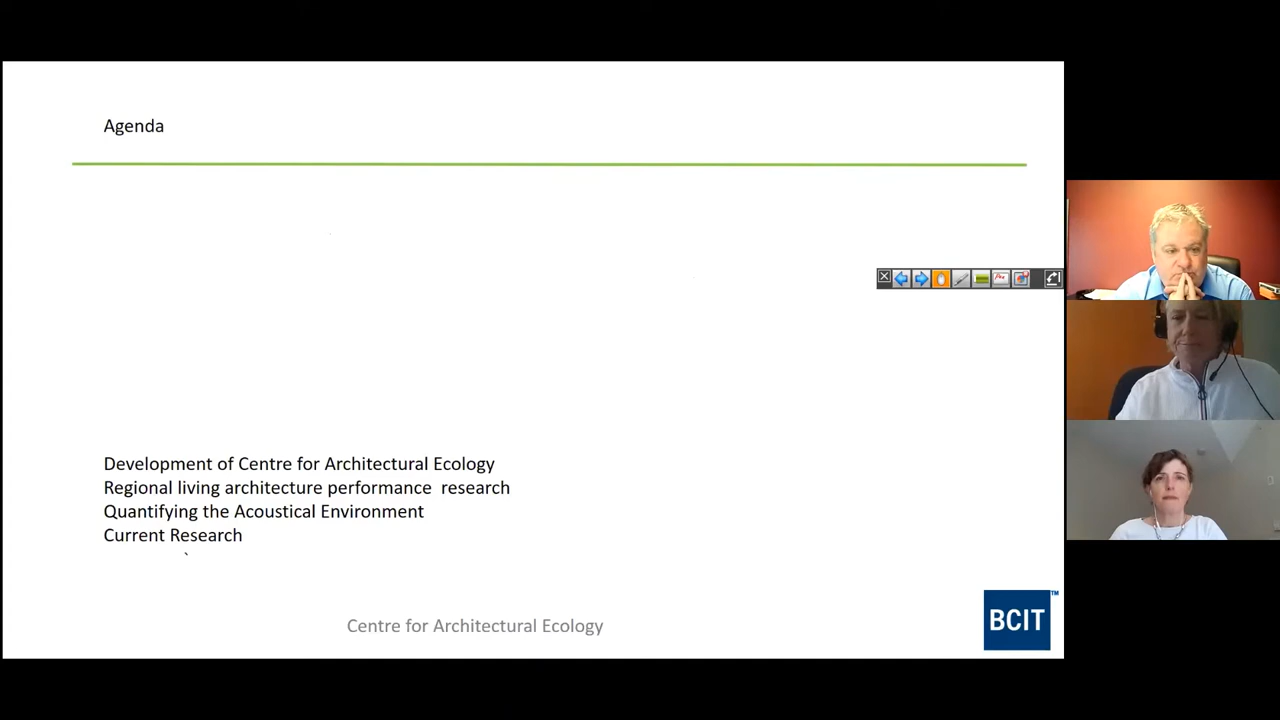 Agenda
Development of Centre for Architectural Ecology
Regional living architecture performance  research
Quantifying the Acoustical Environment
Current Research
`
Centre for Architectural Ecology
BCIT™